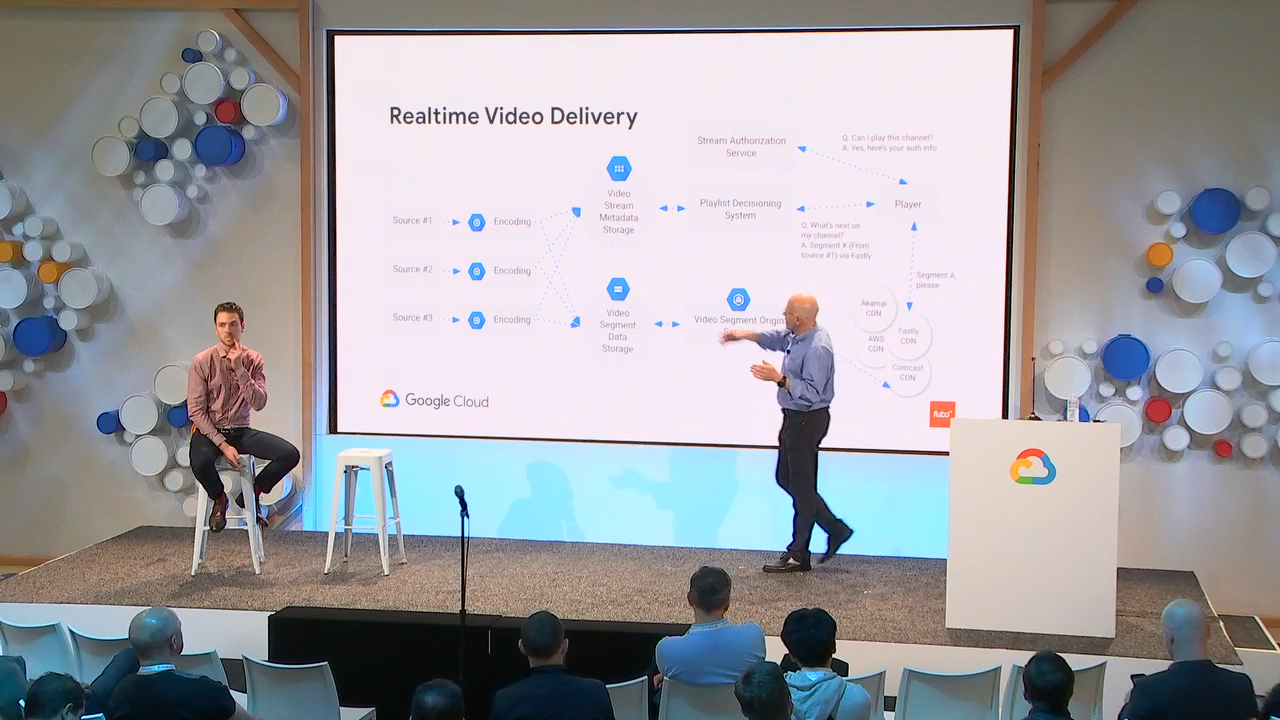 Realtime Video Delivery
Stream Authorization
Service
Q: Can I play this channel?
A: Yes, here's your auth info
Video
Stream
Metadata
Storage
Playlist Decisioning
System
Player
Source #1
Encoding
Q: What's next on
my channel?
A: Segment X (From
source #1) via Fastly
Source #2
Encoding
Segment A,
please
Source #3
Encoding
Video
Segment
Data
Storage
Video Segment Origin
Akamai
CDN
Fastly
CDN
AWS
CDN
Comcast
CDN
Google Cloud
fubo